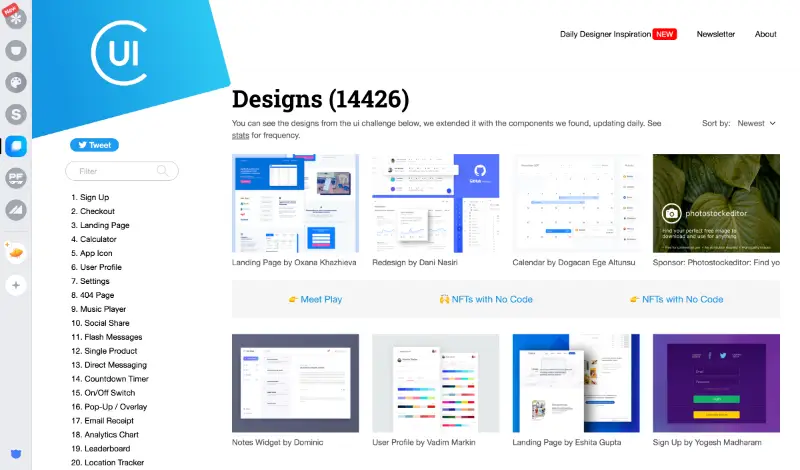 New
UI
Daily Designer Inspiration NEW
Newsletter
About
Designs (14426)
You can see the designs from the ui challenge below, we extended it with the components we found, updating daily. See
stats for frequency.
Sort by: Newest
Tweet
Filter
1. Sign Up
2. Checkout
3. Landing Page
4. Calculator
5. App Icon
6. User Profile
7. Settings
8. 404 Page
9. Music Player
10. Social Share
11. Flash Messages
12. Single Product
13. Direct Messaging
14. Countdown Timer
15. On/Off Switch
16. Pop-Up / Overlay
17. Email Receipt
18. Analytics Chart
19. Leaderboard
20. Location Tracker
GitHub
photostockeditor
Find your perfect free image to
download and use for anything.
Landing Page by Oxana Khazhieva
Redesign by Dani Nasiri
Calendar by Dogacan Ege Altunsu
Sponsor: Photostockeditor: Find yo
👉 Meet Play
🙌 NFTs with No Code
👉 NFTs with No Code
Email
Notes Widget by Dominic
User Profile by Vadim Markin
Landing Page by Eshita Gupta
Sign Up by Yogesh Madharam